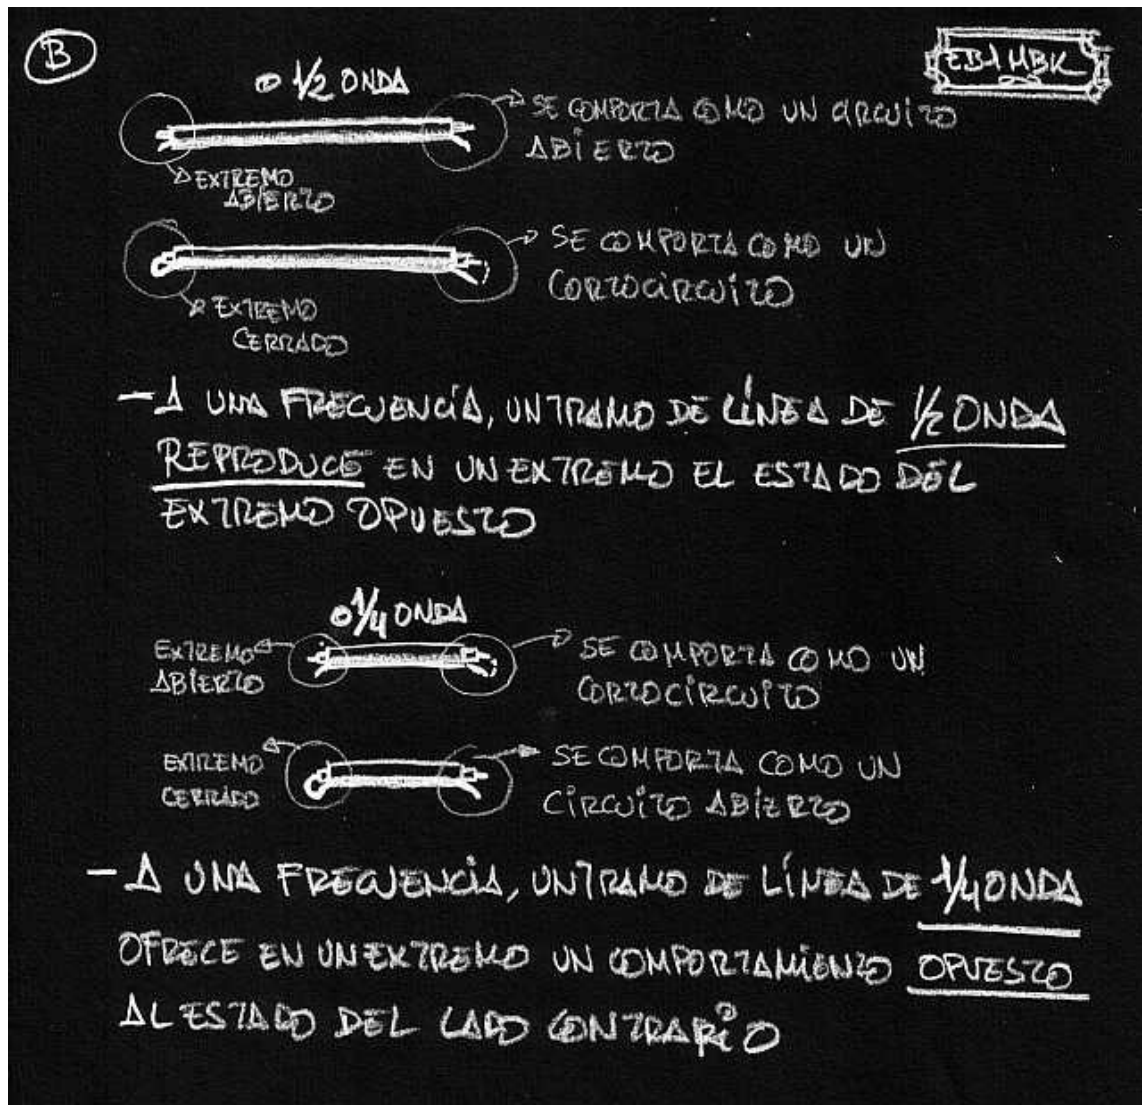 B
EB1HBK
1/2 ONDA
SE COMPORTA COMO UN CIRCUITO
ABIERTO
EXTREMO
ABIERTO
SE COMPORTA COMO UN
CORTOCIRCUITO
EXTREMO
CERRADO
- A UNA FRECUENCIA, UN TRAMO DE LÍNEA DE 1/2 ONDA
REPRODUCE EN UN EXTREMO EL ESTADO DEL
EXTREMO OPUESTO
1/4 ONDA
EXTREMO
ABIERTO
SE COMPORTA COMO UN
CORTOCIRCUITO
EXTREMO
CERRADO
SE COMPORTA COMO UN
CIRCUITO ABIERTO
- A UNA FRECUENCIA, UN TRAMO DE LÍNEA DE 1/4 ONDA
OFRECE EN UN EXTREMO UN COMPORTAMIENTO OPUESTO
AL ESTADO DEL LADO CONTRARIO